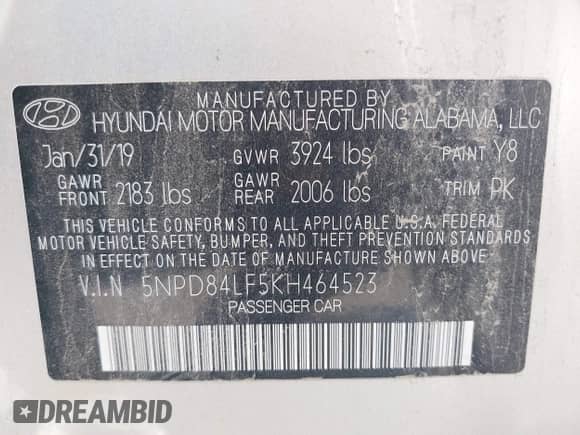 MANUFACTURED BY
HYUNDAI MOTOR MANUFACTURING ALABAMA, LLC
Jan/31/19 GVWR 3924 lbs PAINT Y8
GAWR FRONT 2183 lbs GAWR REAR 2006 lbs TRIM PK
THIS VEHICLE CONFORMS TO ALL APPLICABLE U.S.A. FEDERAL
MOTOR VEHICLE SAFETY, BUMPER, AND THEFT PREVENTION STANDARDS
IN EFFECT ON THE DATE OF MANUFACTURE SHOWN ABOVE.
V.I.N 5NPD84LF5KH464523
PASSENGER CAR
DREAMBID